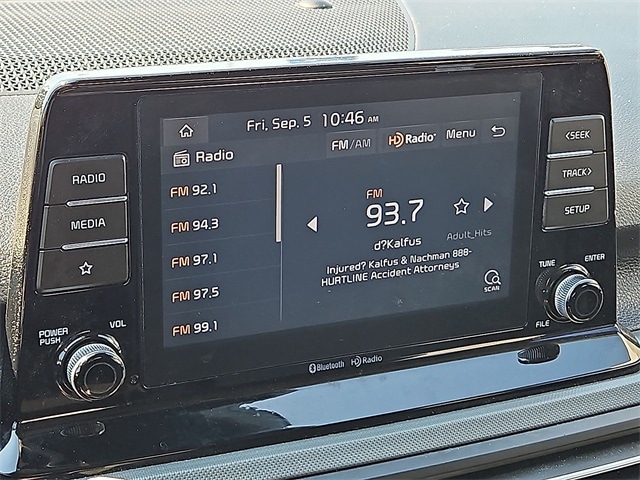 Fri, Sep. 5 10:46 AM
Radio
FM/AM HD Radio Menu
FM 92.1
FM 94.3
FM 97.1
FM 97.5
FM 99.1
FM
93.7
d?Kalfus
Adult_Hits
Injured? Kalfus & Nachman 888-
HURTLINE Accident Attorneys
SCAN
RADIO
MEDIA
POWER
PUSH
VOL
<SEEK
TRACK>
SETUP
TUNE
ENTER
FILE
Bluetooth HD Radio